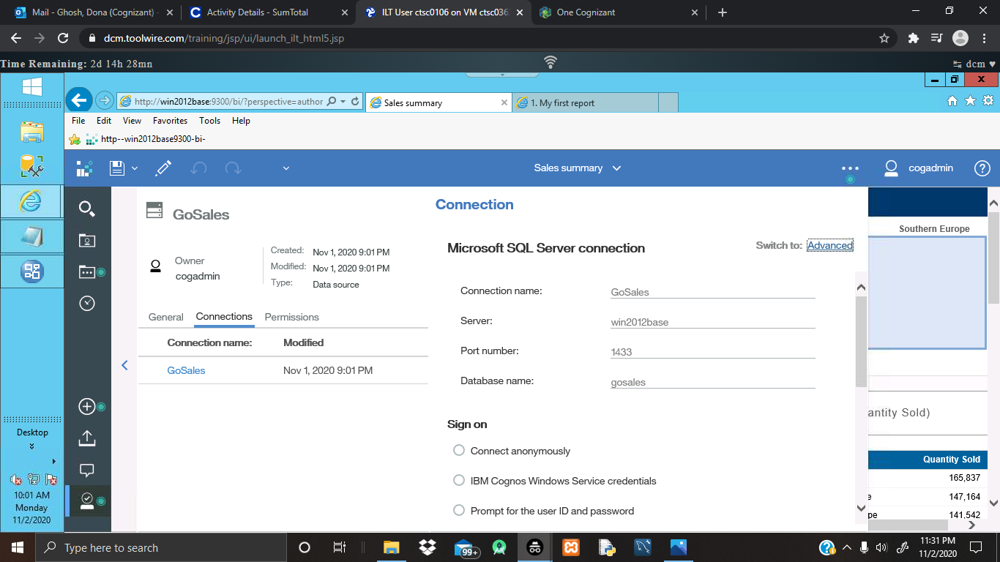 Mail - Ghosh, Dona (Cognizant) -
Activity Details - SumTotal
ILT User ctsc0106 on VM ctsc036
One Cognizant
dcm.toolwire.com/training/jsp/ui/launch_ilt_html5.jsp
Time Remaining: 2d 14h 28mn
dcm ♥
http://win2012base:9300/bi/?perspective=author
Sales summary
1. My first report
File Edit View Favorites Tools Help
http--win2012base9300-bi-
Sales summary
cogadmin
GoSales
Connection
Southern Europe
Microsoft SQL Server connection
Switch to: Advanced
Owner
cogadmin
Created: Nov 1, 2020 9:01 PM
Modified: Nov 1, 2020 9:01 PM
Type: Data source
Connection name: GoSales
Server: win2012base
Port number: 1433
Database name: gosales
General Connections Permissions
Connection name: Modified
GoSales Nov 1, 2020 9:01 PM
antity Sold)
Sign on
Connect anonymously
IBM Cognos Windows Service credentials
Prompt for the user ID and password
Quantity Sold
165,837
e 147,164
pe 141,542
Desktop
10:01 AM
Monday
11/2/2020
Type here to search
99+
11:31 PM
11/2/2020